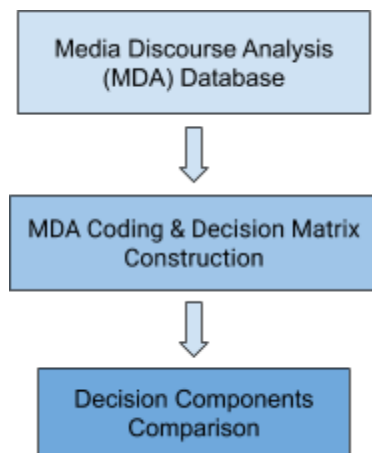 Media Discourse Analysis
(MDA) Database
MDA Coding & Decision Matrix
Construction
Decision Components
Comparison